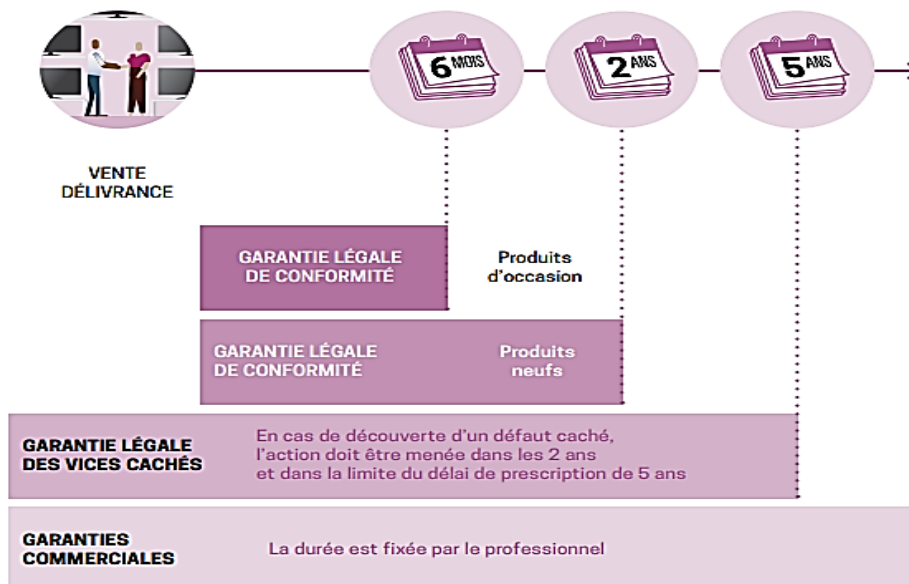 6 MOIS
2 ANS
5 ANS
VENTE
DÉLIVRANCE
GARANTIE LÉGALE
DE CONFORMITÉ
Produits
d'occasion
GARANTIE LÉGALE
DE CONFORMITÉ
Produits
neufs
GARANTIE LÉGALE
DES VICES CACHÉS
En cas de découverte d'un défaut caché,
l'action doit être menée dans les 2 ans
et dans la limite du délai de prescription de 5 ans
GARANTIES
COMMERCIALES
La durée est fixée par le professionnel